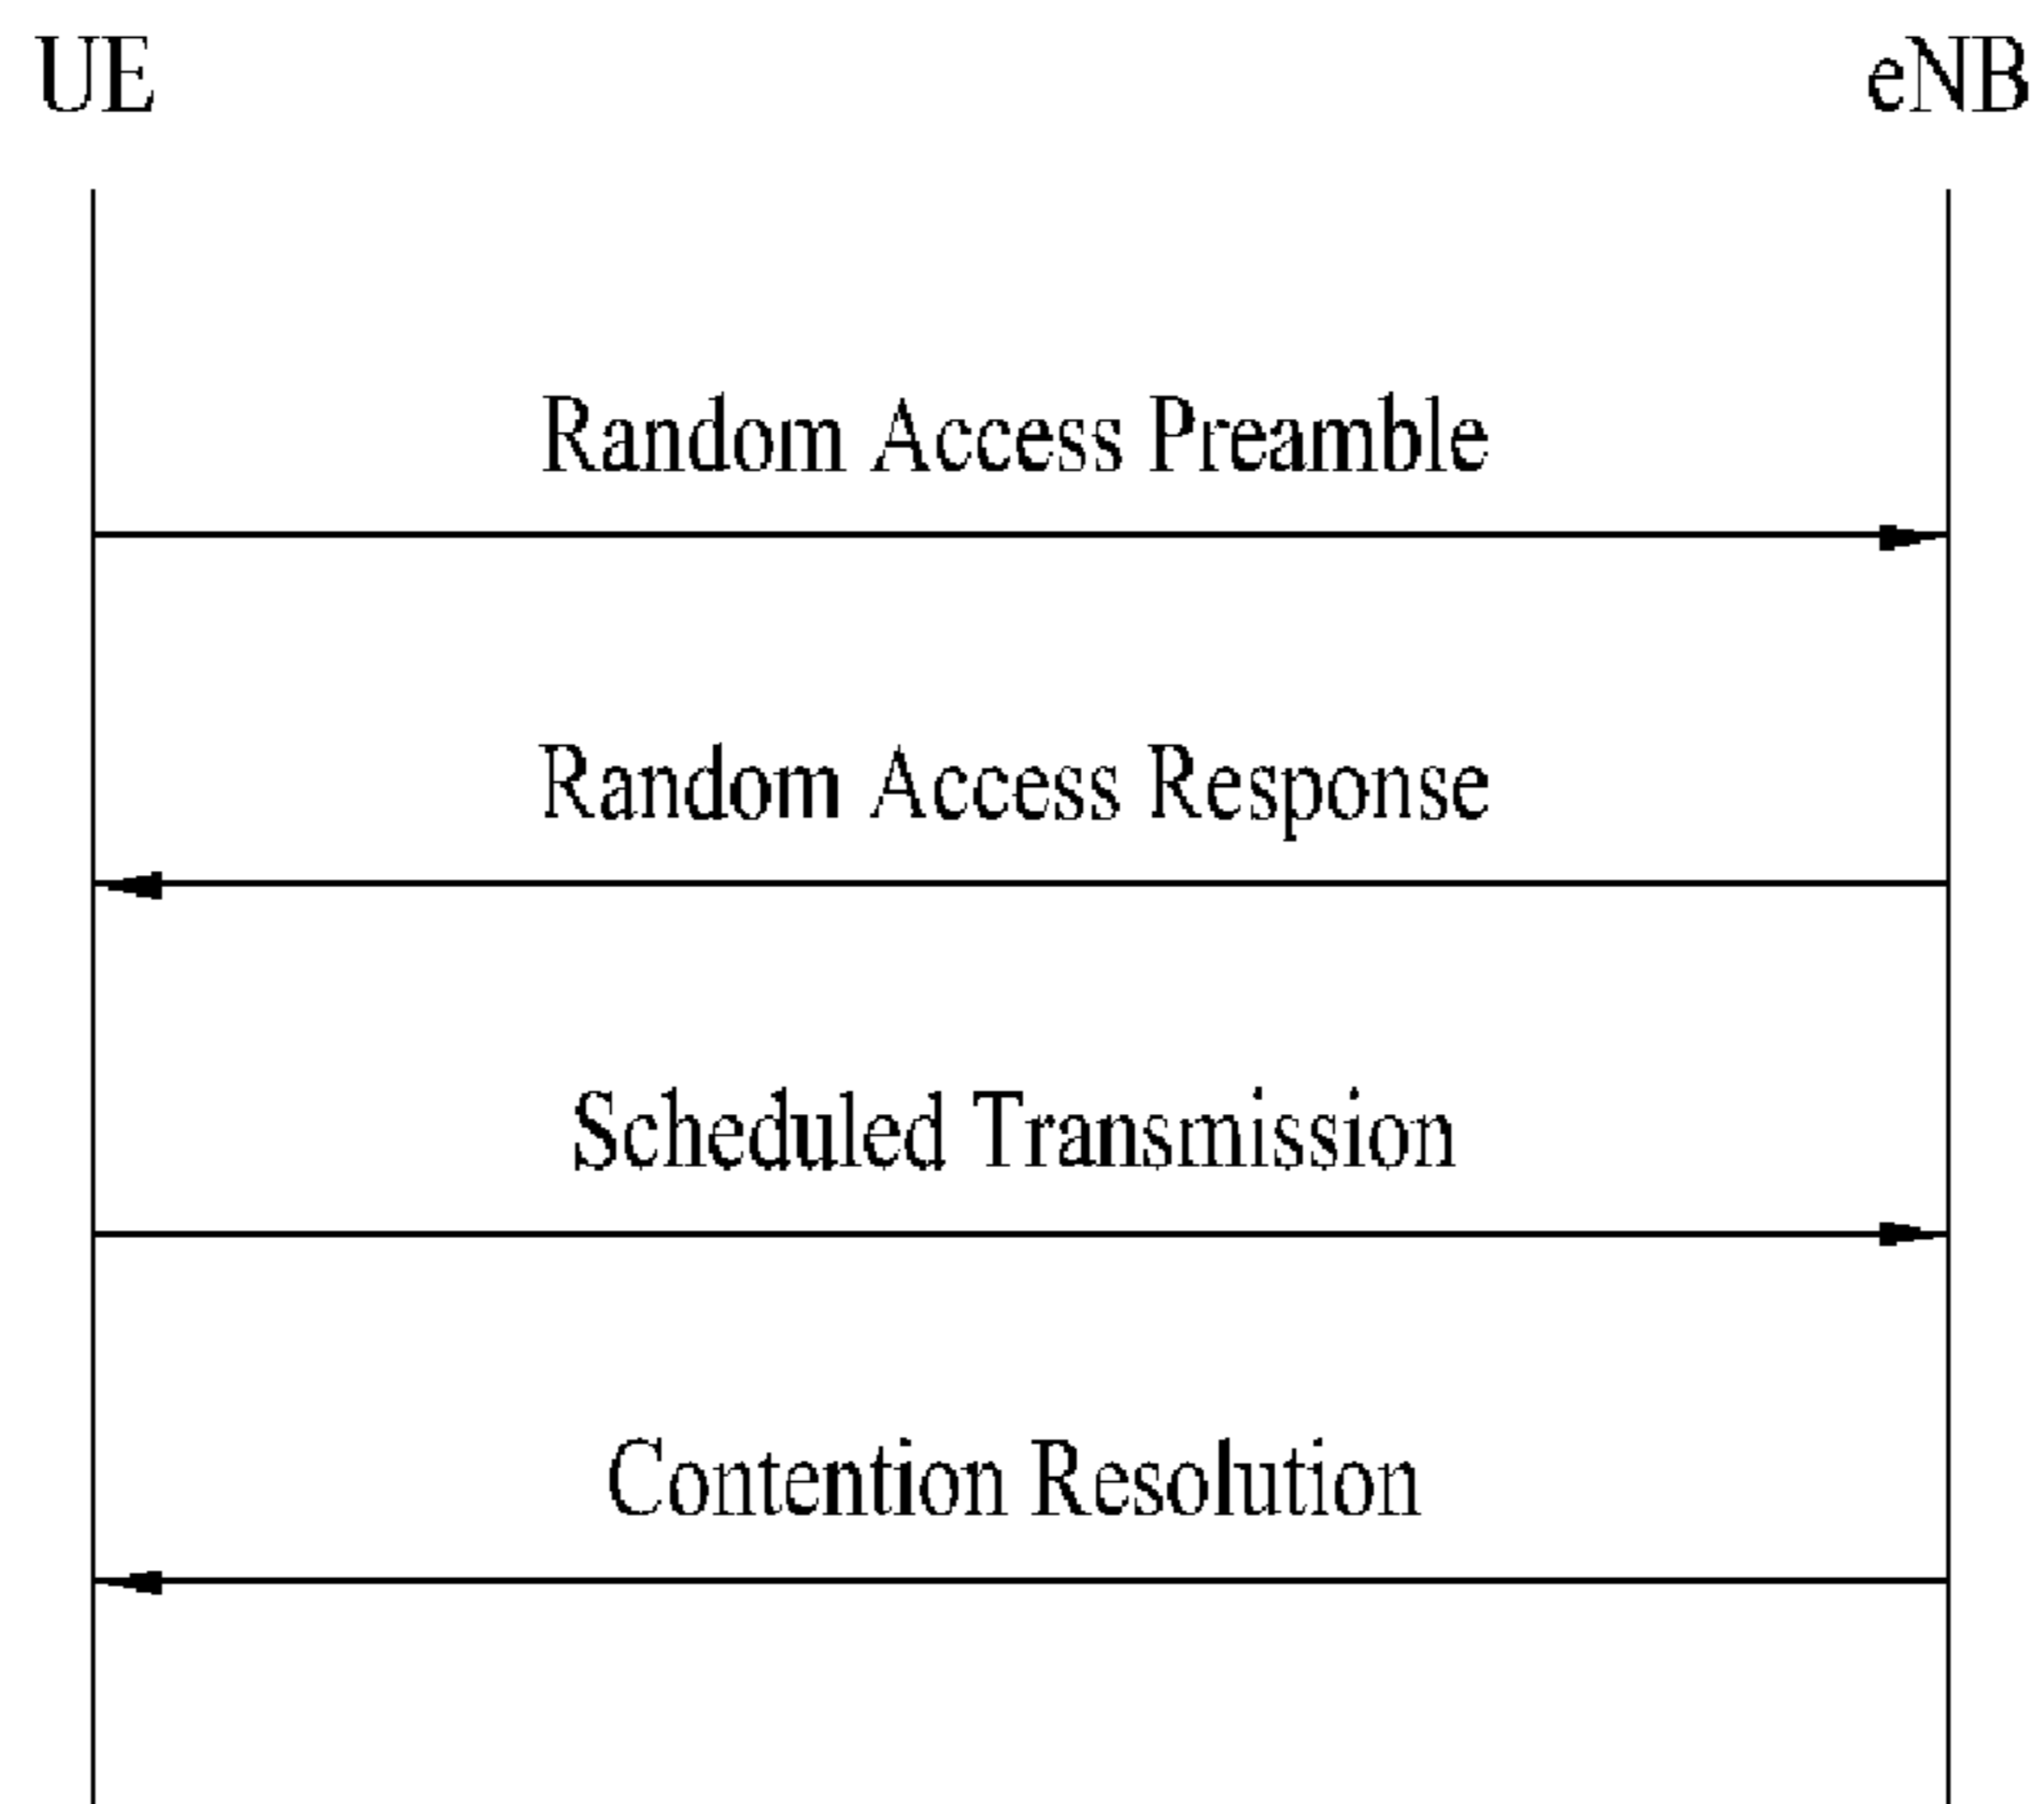 UE eNB
Random Access Preamble
Random Access Response
Scheduled Transmission
Contention Resolution